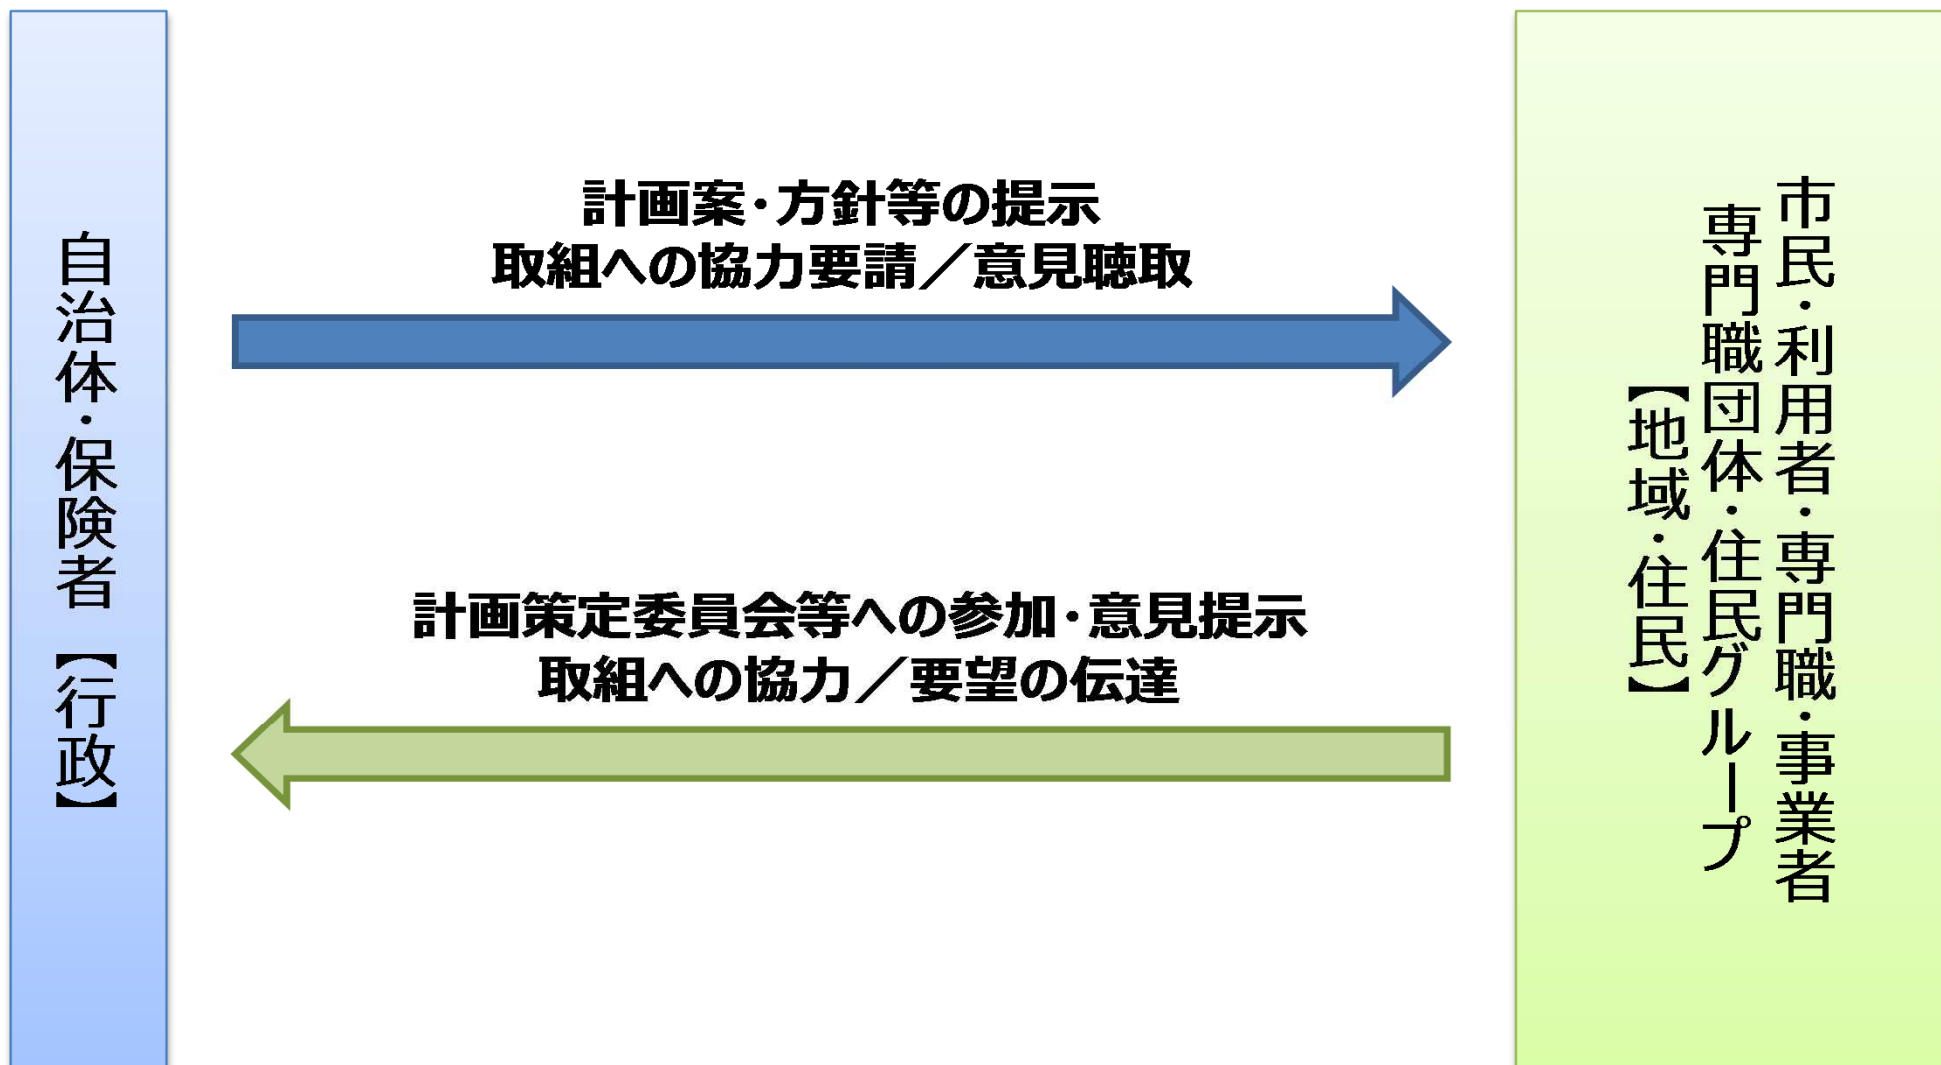 自治体・保険者【行政】
計画案・方針等の提示
取組への協力要請／意見聴取
計画策定委員会等への参加・意見提示
取組への協力／要望の伝達
市民・利用者・専門職・事業者
専門職団体・住民グループ
【地域・住民】